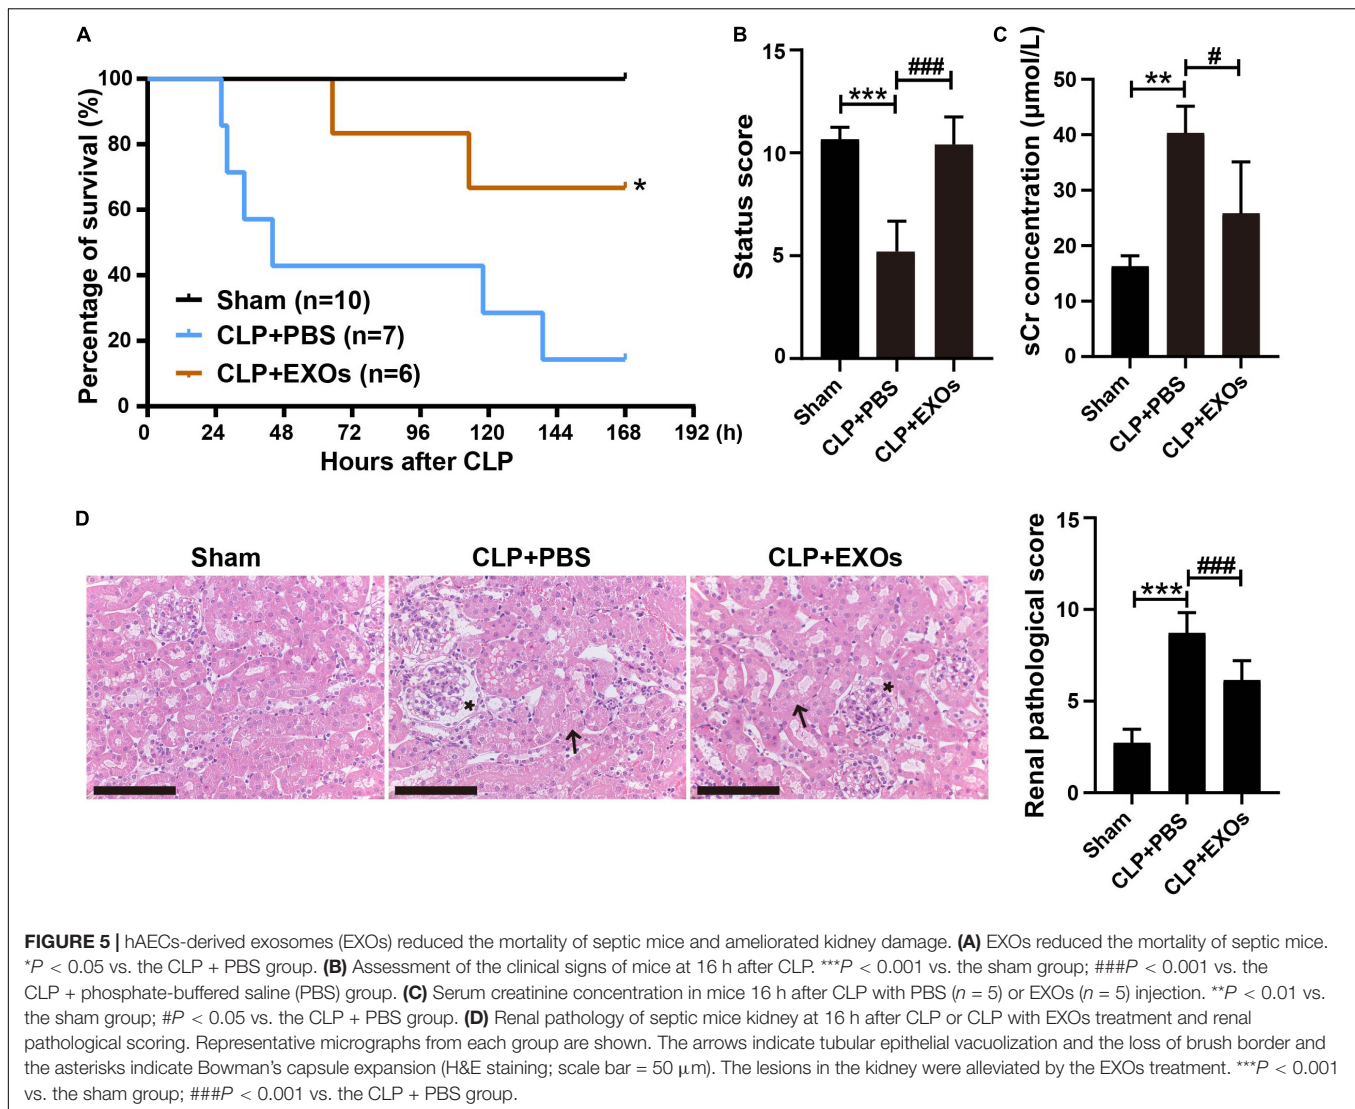 A
Percentage of survival (%)
100
80
60
40
20
0
Sham (n=10)
CLP+PBS (n=7)
CLP+EXOs (n=6)
*
0 24 48 72 96 120 144 168 192 (h)
Hours after CLP
B
Status score
15
10
5
0
***
###
Sham
CLP+PBS
CLP+EXOs
C
sCr concentration (μmol/L)
50
40
30
20
10
0
**
#
Sham
CLP+PBS
CLP+EXOs
D
Sham
CLP+PBS
CLP+EXOs
*
*
Renal pathological score
15
10
5
0
***
###
Sham
CLP+PBS
CLP+EXOs
FIGURE 5 | hAECs-derived exosomes (EXOs) reduced the mortality of septic mice and ameliorated kidney damage. (A) EXOs reduced the mortality of septic mice.
*P < 0.05 vs. the CLP + PBS group. (B) Assessment of the clinical signs of mice at 16 h after CLP. ***P < 0.001 vs. the sham group; ###P < 0.001 vs. the
CLP + phosphate-buffered saline (PBS) group. (C) Serum creatinine concentration in mice 16 h after CLP with PBS (n = 5) or EXOs (n = 5) injection. **P < 0.01 vs.
the sham group; #P < 0.05 vs. the CLP + PBS group. (D) Renal pathology of septic mice kidney at 16 h after CLP or CLP with EXOs treatment and renal
pathological scoring. Representative micrographs from each group are shown. The arrows indicate tubular epithelial vacuolization and the loss of brush border and
the asterisks indicate Bowman's capsule expansion (H&E staining; scale bar = 50 μm). The lesions in the kidney were alleviated by the EXOs treatment. ***P < 0.001
vs. the sham group; ###P < 0.001 vs. the CLP + PBS group.